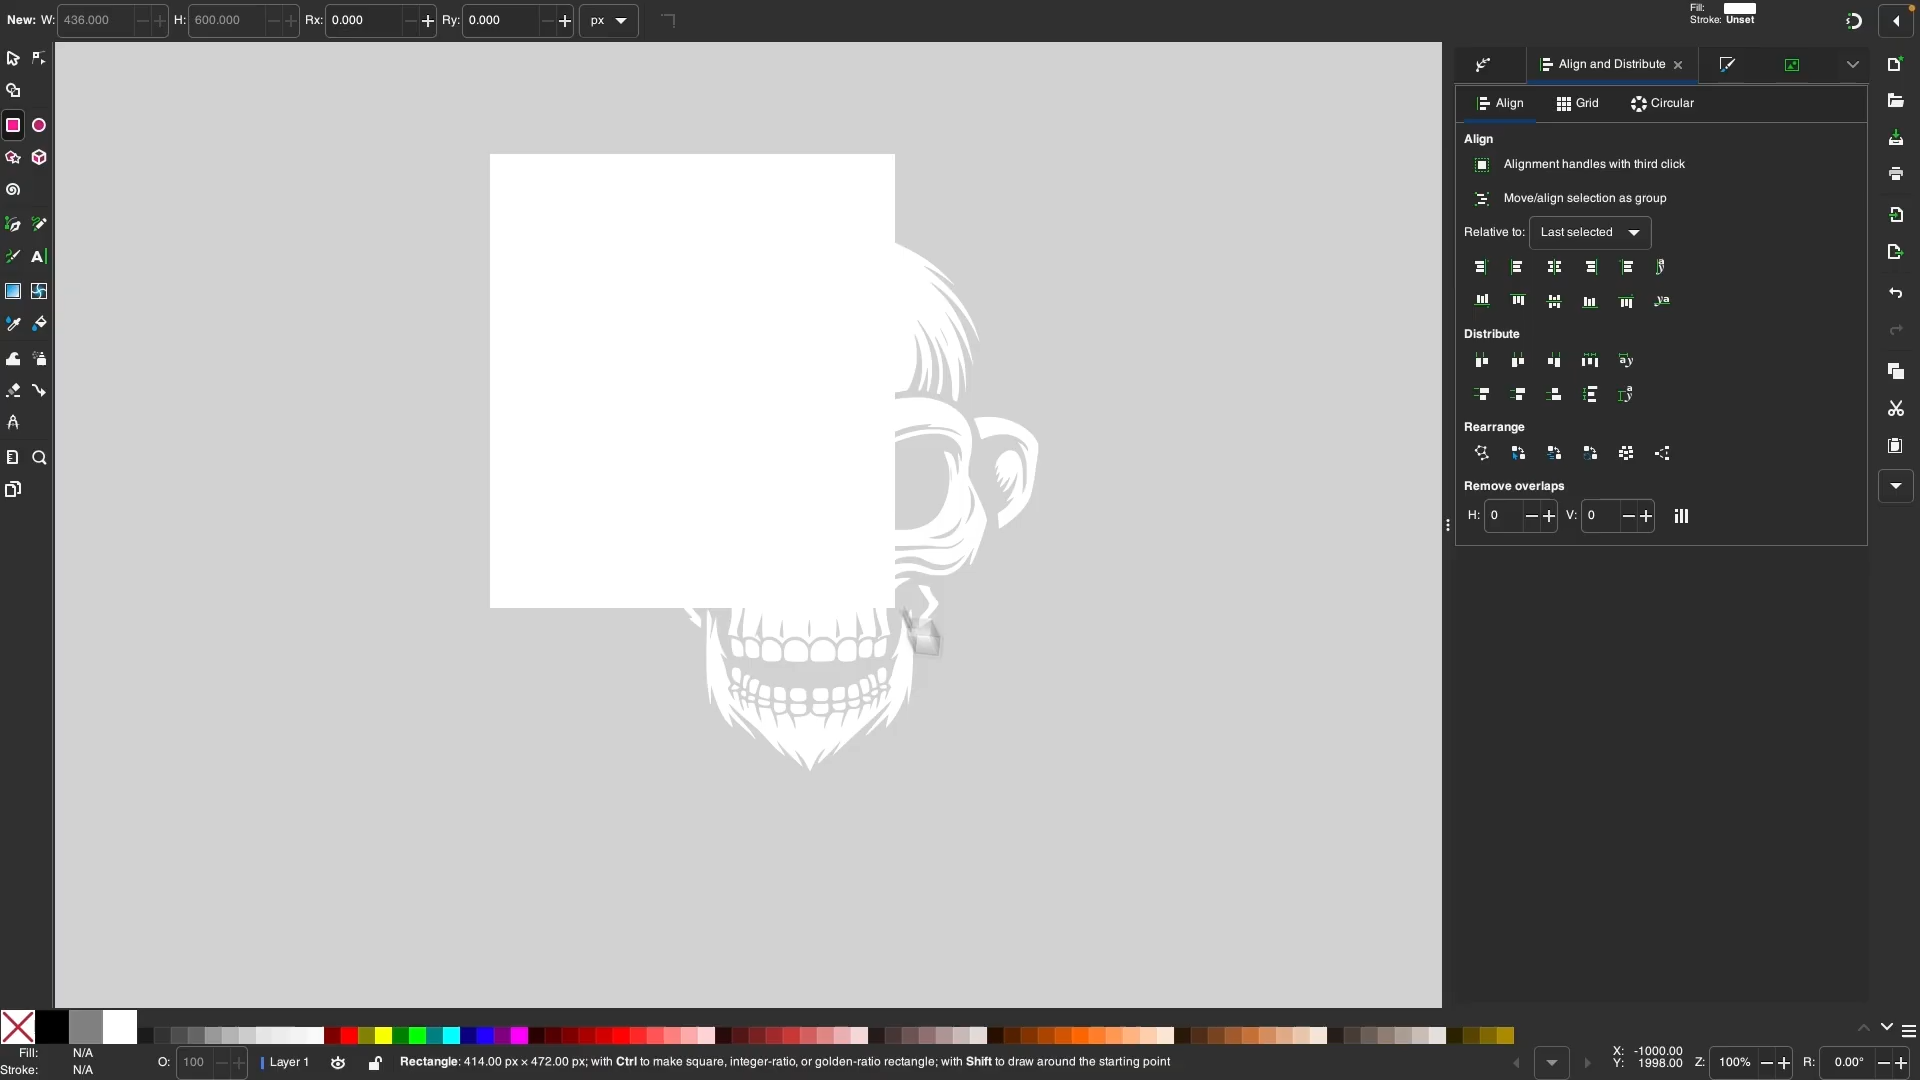 New: W: 436.000 H: 600.000 Rx: 0.000 Ry: 0.000 px
Fill:
Stroke: Unset
Align and Distribute
Align Grid Circular
Align
Alignment handles with third click
Move/align selection as group
Relative to: Last selected
Distribute
Rearrange
Remove overlaps
H: 0 V: 0
Fill: N/A
Stroke: N/A
O: 100
Layer 1
Rectangle: 414.00 px × 472.00 px; with Ctrl to make square, integer-ratio, or golden-ratio rectangle; with Shift to draw around the starting point
X: -1000.00
Y: 1998.00
Z: 100%
R: 0.00°